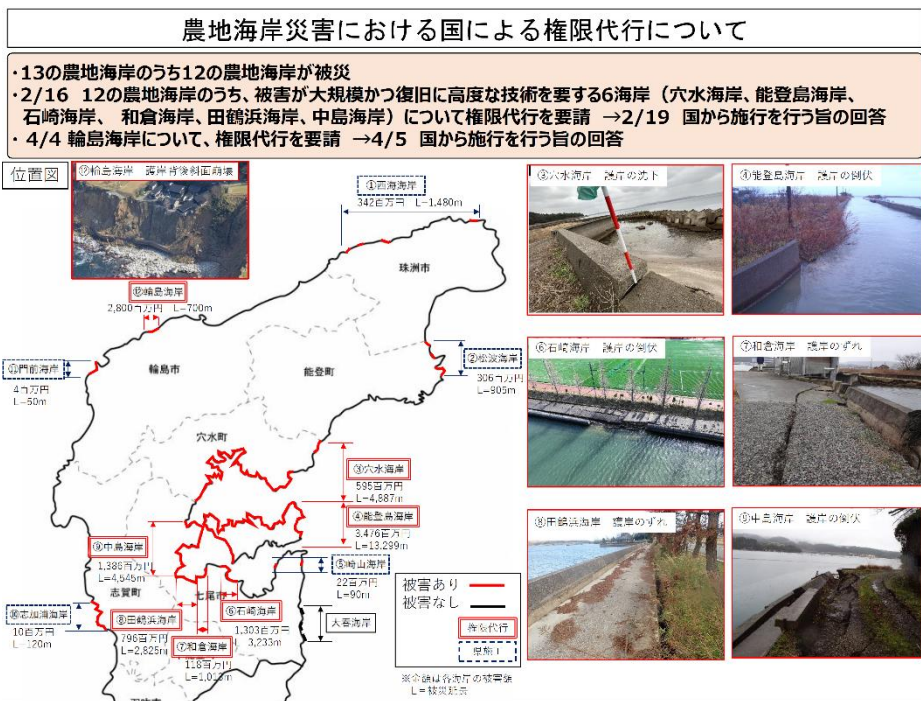 農地海岸災害における国による権限代行について
・13の農地海岸のうち12の農地海岸が被災
・2/16 12の農地海岸のうち、被害が大規模かつ復旧に高度な技術を要する6海岸（穴水海岸、能登島海岸、
石崎海岸、 和倉海岸、田鶴浜海岸、中島海岸）について権限代行を要請 →2/19 国から施行を行う旨の回答
・ 4/4 輪島海岸について、権限代行を要請 →4/5 国から施行を行う旨の回答
位置図
⑫輪島海岸 護岸背後斜面崩壊
①西海海岸
342百万円 L=1,480m
珠洲市
⑫輪島海岸
2,800百万円 L=700m
②松波海岸
306百万円
L=905m
⑪門前海岸
4百万円
L=50m
輪島市
能登町
穴水町
③穴水海岸
595百万円
L=4,887m
④能登島海岸
3,476百万円
L=13,299m
⑨中島海岸
1,386百万円
L=4,545m
⑤崎山海岸
22百万円
L=90m
志賀町
七尾市
⑩志加浦海岸
10百万円
L=120m
⑥石崎海岸
1,303百万円
L=3,233m
大呑海岸
⑧田鶴浜海岸
796百万円
L=2,825m
⑦和倉海岸
118百万円
L=1,013m
羽咋市
被害あり
被害なし
権限代行
県施工
※金額は各海岸の被害額
L=被災延長
③穴水海岸 護岸の沈下
④能登島海岸 護岸の倒伏
⑥石崎海岸 護岸の倒伏
⑦和倉海岸 護岸のずれ
⑧田鶴浜海岸 護岸のずれ
⑨中島海岸 護岸の倒伏